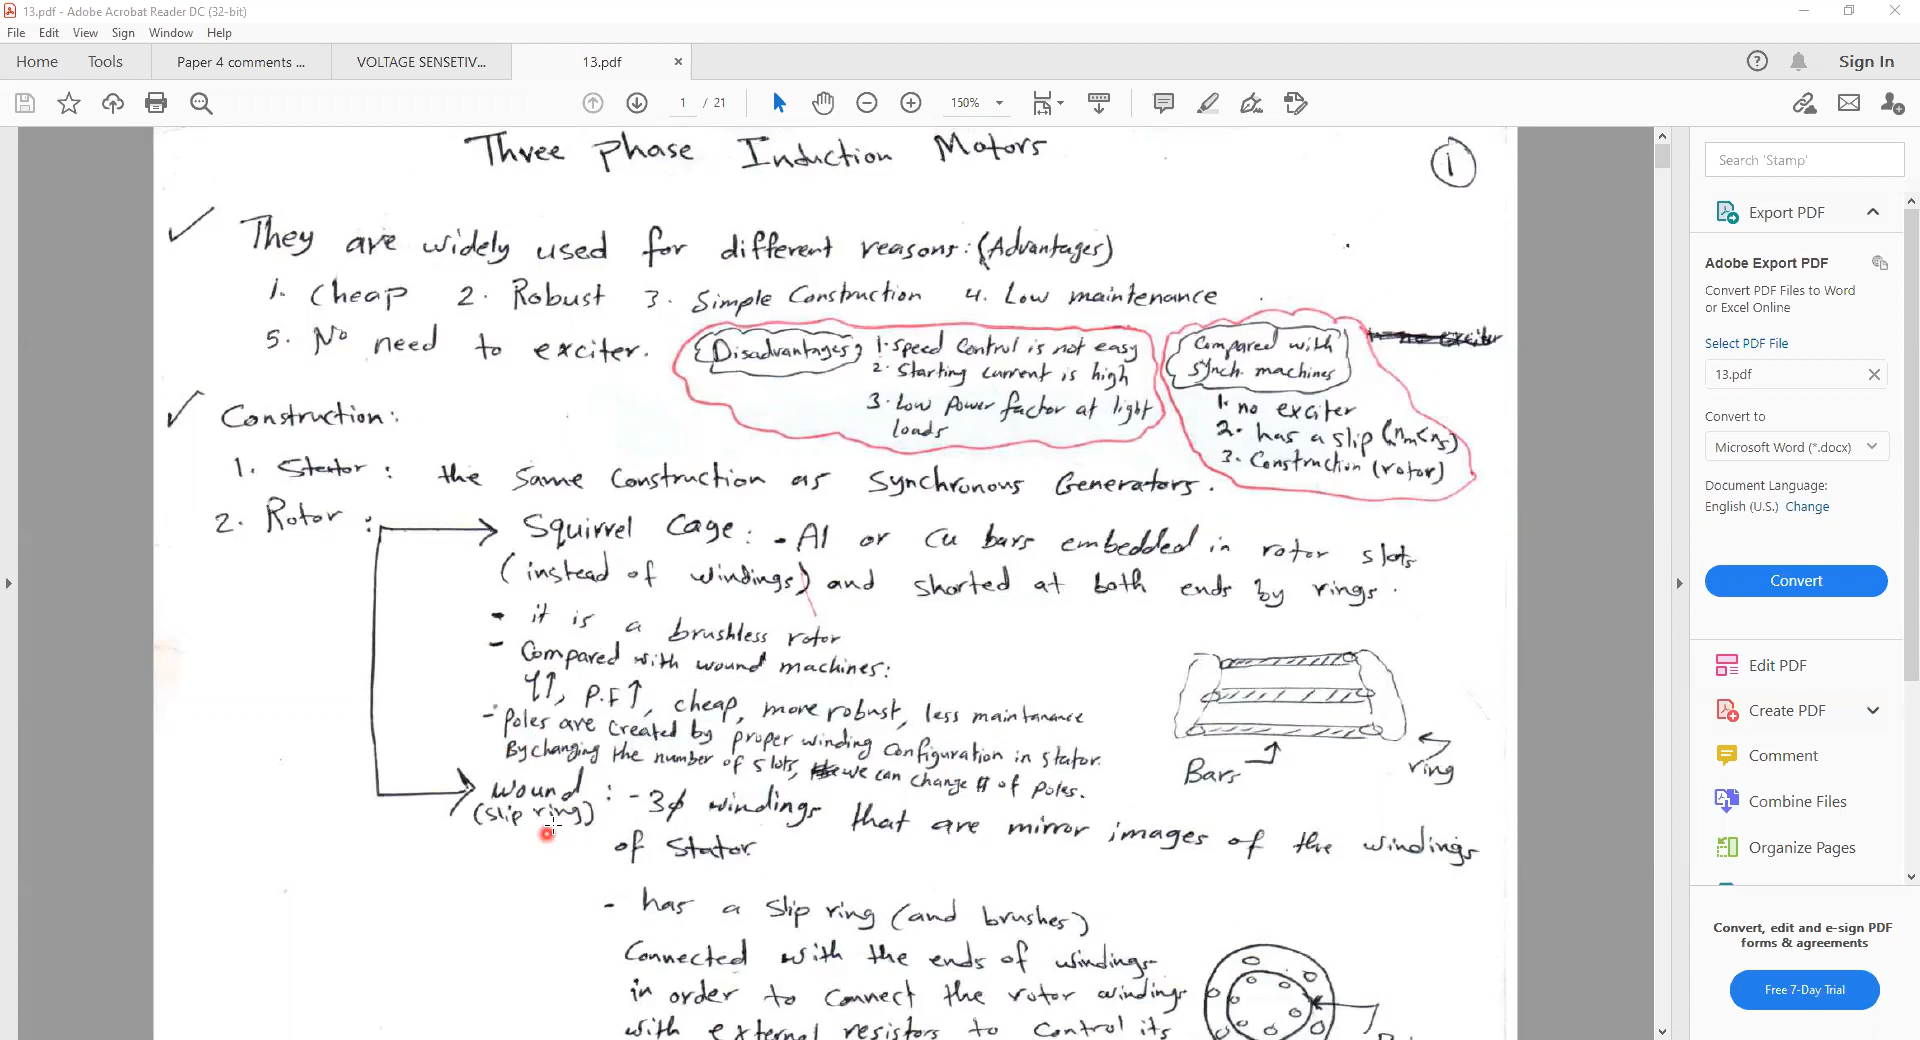 13.pdf - Adobe Acrobat Reader DC (32-bit)
File Edit View Sign Window Help
Home Tools Paper 4 comments ... VOLTAGE SENSETIV... 13.pdf Sign In
1 / 21 150%
Three Phase Induction Motors
1
They are widely used for different reasons: (Advantages)
1. Cheap 2. Robust 3. Simple Construction 4. Low maintenance
5. No need to exciter.
Disadvantages
1. Speed Control is not easy
2. Starting current is high
3. Low Power factor at light
loads
Compared with
synch. machines
1. no exciter
2. has a slip (nm<ns)
3. Construction (rotor)
Construction:
1. Stator: the same Construction as Synchronous Generators.
2. Rotor:
Squirrel Cage: - Al or Cu bars embedded in rotor slots
(instead of windings) and shorted at both ends by rings.
- it is a brushless rotor
- Compared with wound machines:
η↑, P.F↑, cheap, more robust, less maintanance
- Poles are created by proper winding configuration in stator.
By changing the number of slots, we can change # of poles.
Bars
ring
wound : - 3ϕ windings that are mirror images of the windings
(slip ring)
of Stator.
- has a slip ring (and brushes)
Connected with the ends of windings
in order to connect the rotor windings
with external resistors to control its
Search 'Stamp'
Export PDF
Adobe Export PDF
Convert PDF Files to Word
or Excel Online
Select PDF File
13.pdf
Convert to
Microsoft Word (*.docx)
Document Language:
English (U.S.) Change
Convert
Edit PDF
Create PDF
Comment
Combine Files
Organize Pages
Convert, edit and e-sign PDF
forms & agreements
Free 7-Day Trial